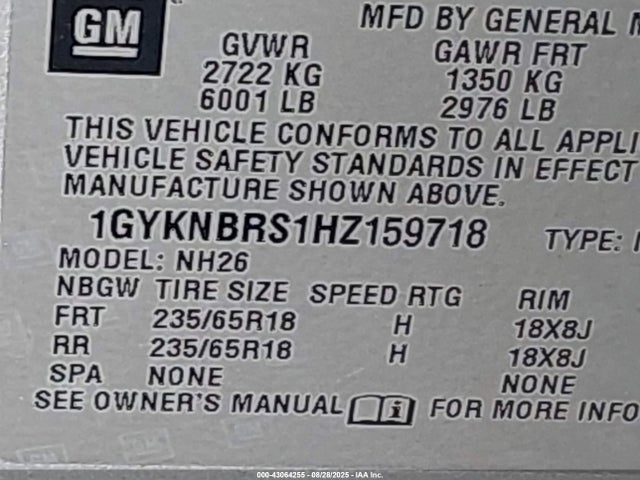 GM
MFD BY GENERAL M
GVWR GAWR FRT
2722 KG 1350 KG
6001 LB 2976 LB
THIS VEHICLE CONFORMS TO ALL APPLI
VEHICLE SAFETY STANDARDS IN EFFECT
MANUFACTURE SHOWN ABOVE.
1GYKNBRS1HZ159718 TYPE:
MODEL: NH26
NBGW TIRE SIZE SPEED RTG RIM
FRT 235/65R18 H 18X8J
RR 235/65R18 H 18X8J
SPA NONE NONE
SEE OWNER'S MANUAL i FOR MORE INFO
000-43064255 - 08/28/2025 - IAA Inc.